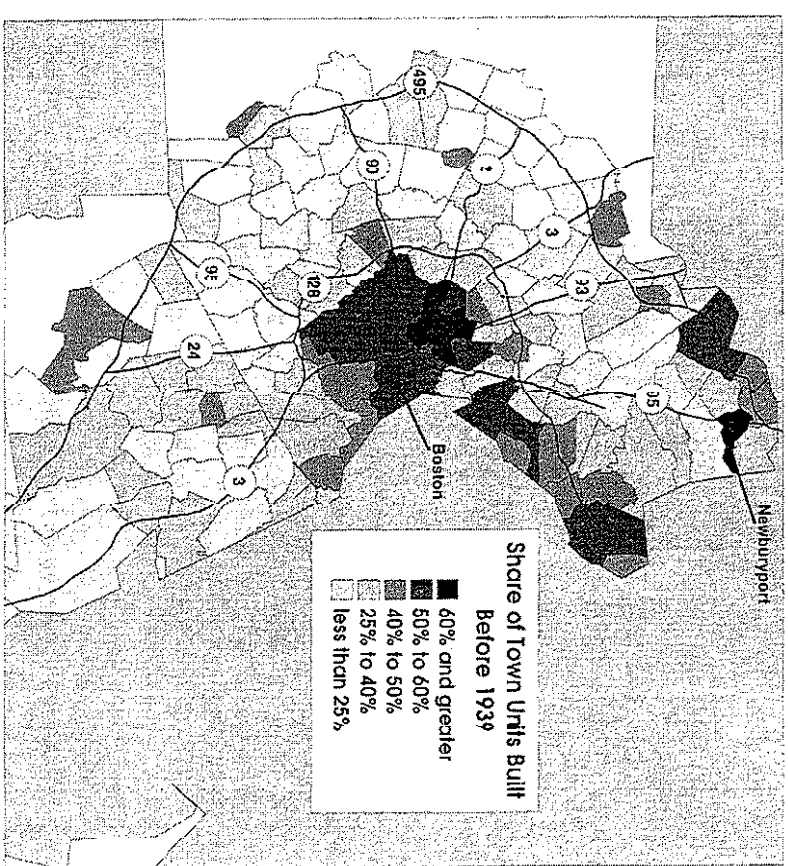 Share of Town Units Built
Before 1939
60% and greater
50% to 60%
40% to 50%
25% to 40%
less than 25%
Newburyport
Boston
95
93
3
495
90
128
95
24
3